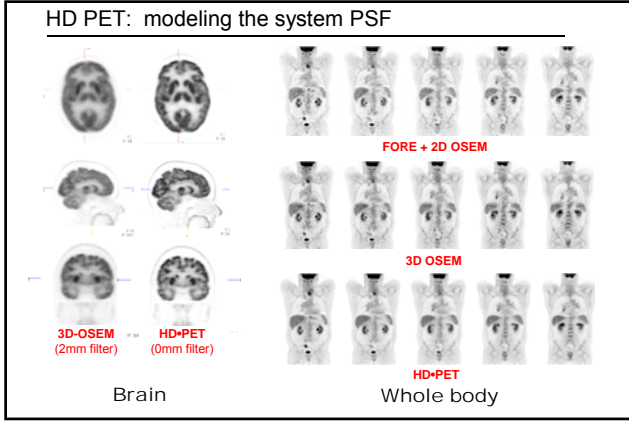 HD PET: modeling the system PSF
FORE + 2D OSEM
3D OSEM
3D-OSEM
(2mm filter)
HD•PET
(0mm filter)
HD•PET
Brain
Whole body